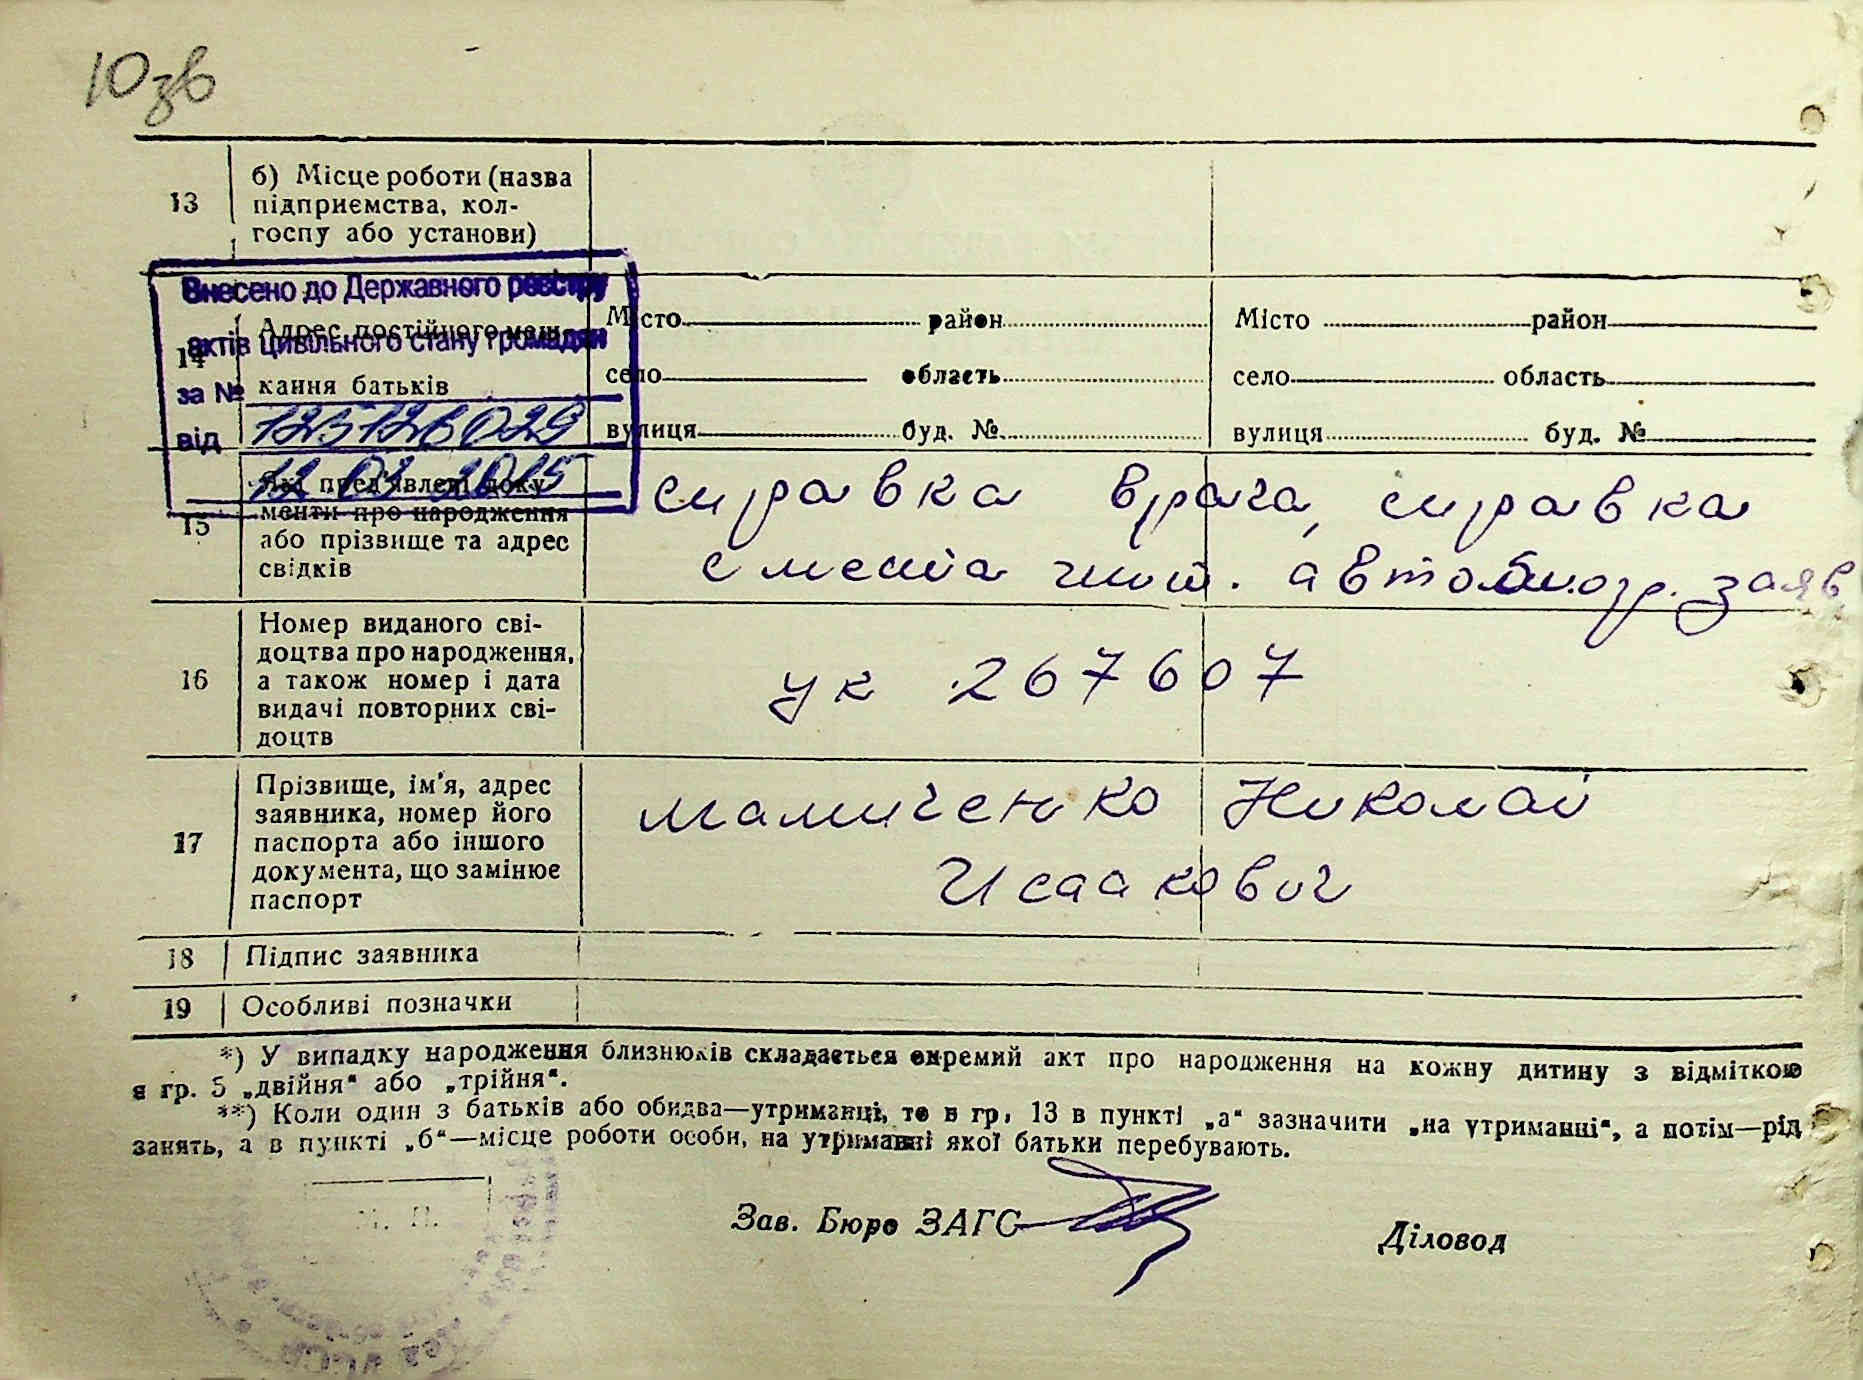 10зв
13
б) Місце роботи (назва
підприємства, кол-
госпу або установи)
Внесено до Державного реєстру
актів цивільного стану громадян
за №
від
12.03.2015
14
Адрес постійного меш-
кання батьків
Місто район Місто район
село область село область
вулиця буд. № вулиця буд. №
15
Які пред'явлені доку-
менти про народження
або прізвище та адрес
свідків
справка врача, справка
с места жит. автобиогр. заяв
16
Номер виданого сві-
доцтва про народження,
а також номер і дата
видачі повторних сві-
доцтв
ук 267607
17
Прізвище, ім'я, адрес
заявника, номер його
паспорта або іншого
документа, що замінює
паспорт
Мамиченко Николай
Исаакович
18 Підпис заявника
19 Особливі позначки
*) У випадку народження близнюків складається окремий акт про народження на кожну дитину з відміткою
в гр. 5 „двійня“ або „трійня“.
**) Коли один з батьків або обидва—утриманці, то в гр. 13 в пункті „а“ зазначити „на утриманні“, а потім—рід
занять, а в пункті „б“—місце роботи особи, на утриманні якої батьки перебувають.
М. П.
Зав. Бюро ЗАГС
Діловод